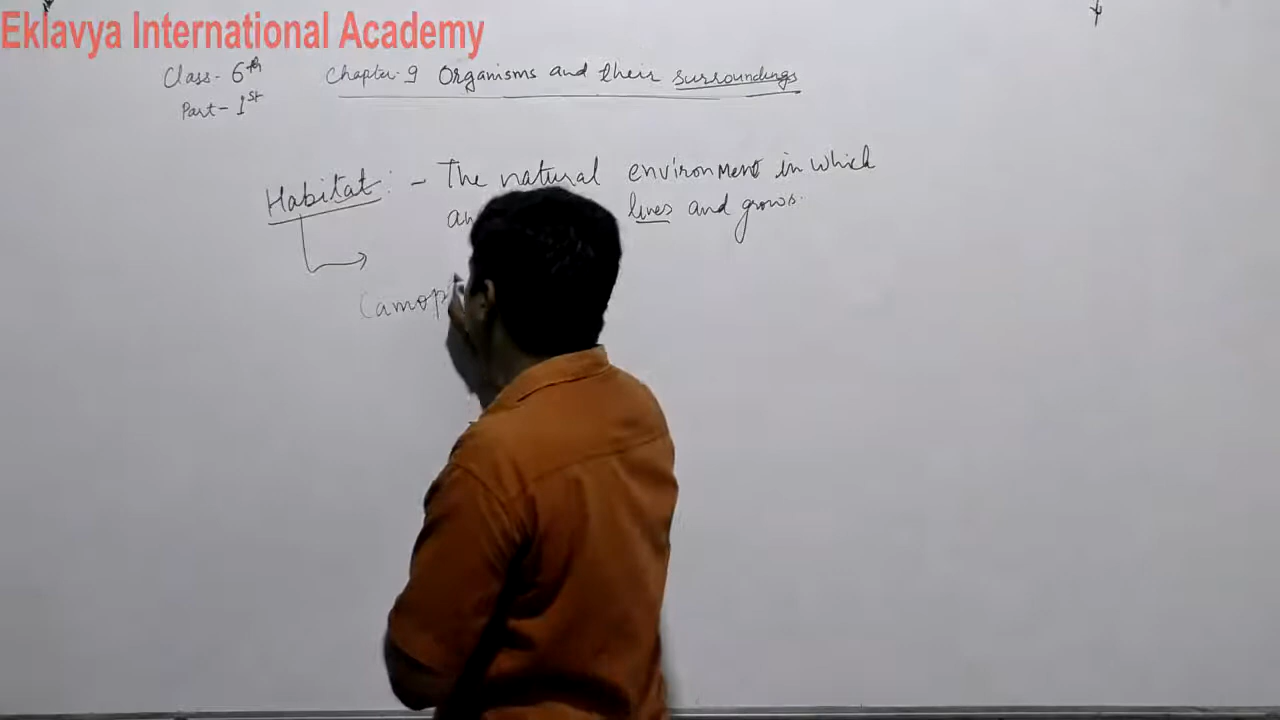 Eklavya International Academy
Class- 6th Chapter-9 Organisms and their surroundings
Part- 1st
Habitat:- The natural environment in which
lives and grows.